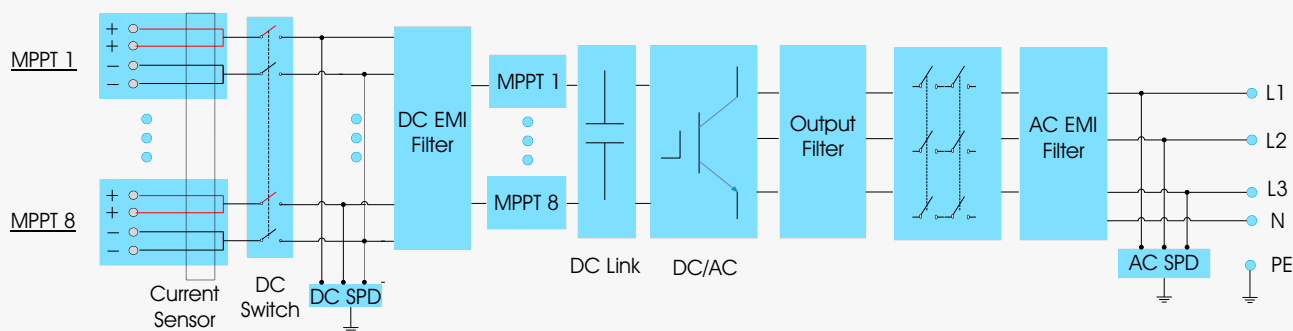 MPPT 1
+
+
−
−
MPPT 8
+
+
−
−
Current
Sensor
DC
Switch
DC SPD
DC EMI
Filter
MPPT 1
MPPT 8
DC Link
DC/AC
Output
Filter
AC EMI
Filter
AC SPD
L1
L2
L3
N
PE